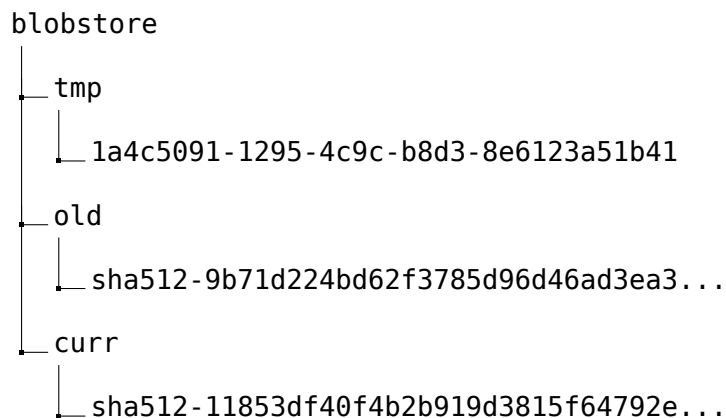 blobstore
tmp
1a4c5091-1295-4c9c-b8d3-8e6123a51b41
old
sha512-9b71d224bd62f3785d96d46ad3ea3...
curr
sha512-11853df40f4b2b919d3815f64792e...